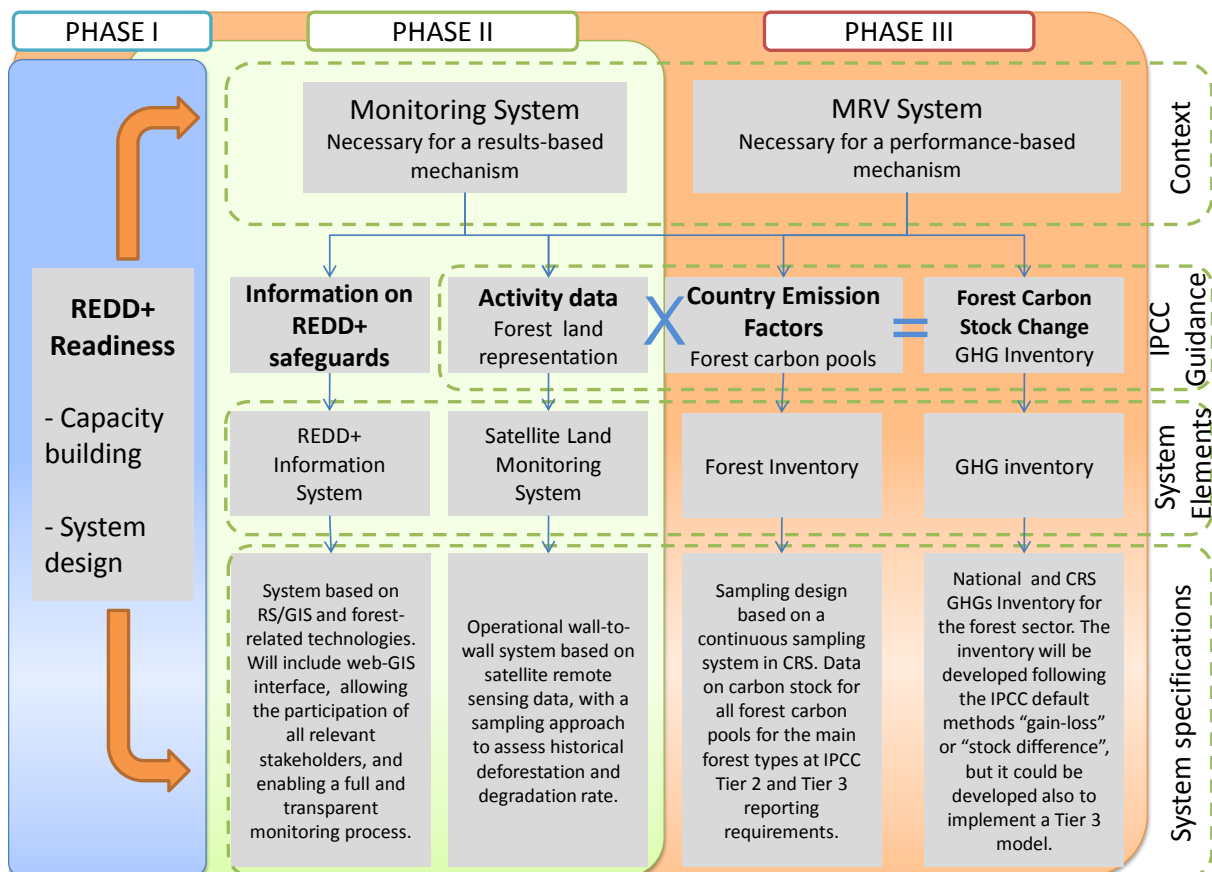 PHASE I
PHASE II
PHASE III
Monitoring System
Necessary for a results-based
mechanism
MRV System
Necessary for a performance-based
mechanism
Context
REDD+
Readiness
- Capacity
building
- System
design
Information on
REDD+
safeguards
Activity data
Forest land
representation
X
Country Emission
Factors
Forest carbon pools
=
Forest Carbon
Stock Change
GHG Inventory
IPCC
Guidance
REDD+
Information
System
Satellite Land
Monitoring
System
Forest Inventory
GHG inventory
System
Elements
System based on
RS/GIS and forest-
related technologies.
Will include web-GIS
interface, allowing
the participation of
all relevant
stakeholders, and
enabling a full and
transparent
monitoring process.
Operational wall-to-
wall system based on
satellite remote
sensing data, with a
sampling approach
to assess historical
deforestation and
degradation rate.
Sampling design
based on a
continuous sampling
system in CRS. Data
on carbon stock for
all forest carbon
pools for the main
forest types at IPCC
Tier 2 and Tier 3
reporting
requirements.
National and CRS
GHGs Inventory for
the forest sector. The
inventory will be
developed following
the IPCC default
methods “gain-loss”
or “stock difference”,
but it could be
developed also to
implement a Tier 3
model.
System specifications